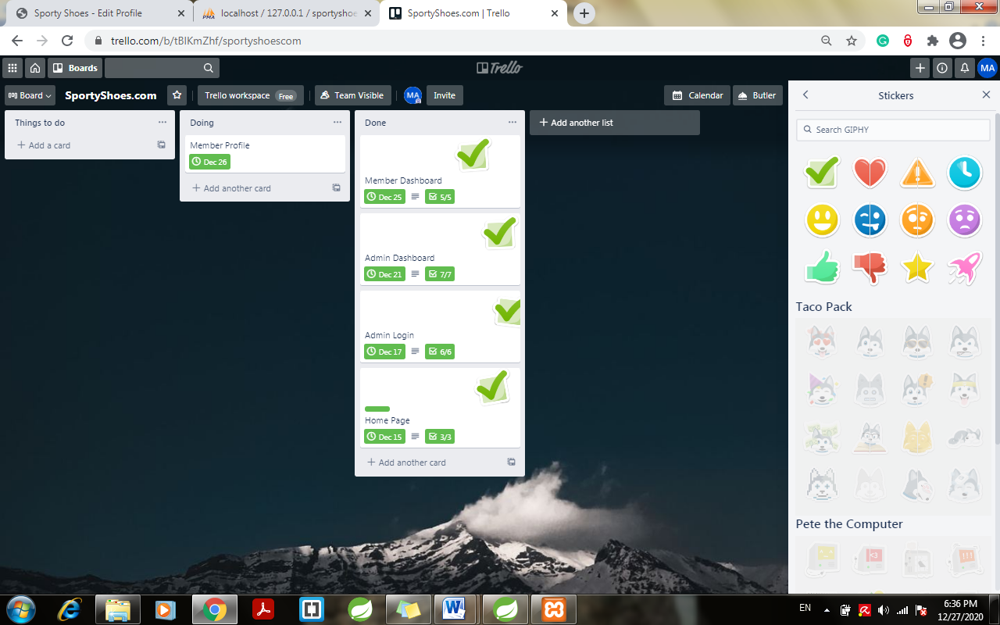 Sporty Shoes - Edit Profile
localhost / 127.0.0.1 / sportyshoe
SportyShoes.com | Trello
trello.com/b/tBIKmZhf/sportyshoescom
Boards
Trello
MA
Board
SportyShoes.com
Trello workspace Free
Team Visible
MA
Invite
Calendar
Butler
Things to do
Add a card
Doing
Member Profile
Dec 26
Add another card
Done
Member Dashboard
Dec 25 5/5
Admin Dashboard
Dec 21 7/7
Admin Login
Dec 17 6/6
Home Page
Dec 15 3/3
Add another card
Add another list
Stickers
Search GIPHY
Taco Pack
Pete the Computer
<3
!!!
EN
6:36 PM
12/27/2020